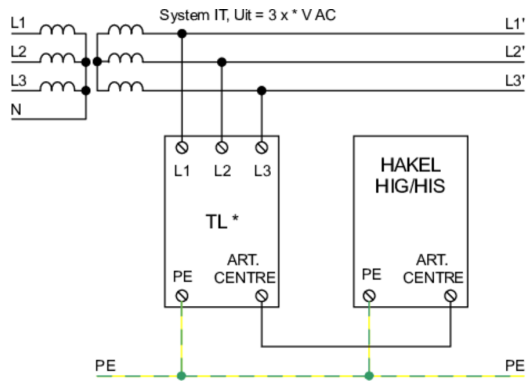 System IT, Uit = 3 x * V AC
L1 L1'
L2 L2'
L3 L3'
N
L1 L2 L3
HAKEL
HIG/HIS
TL *
PE ART. CENTRE
PE ART. CENTRE
PE PE